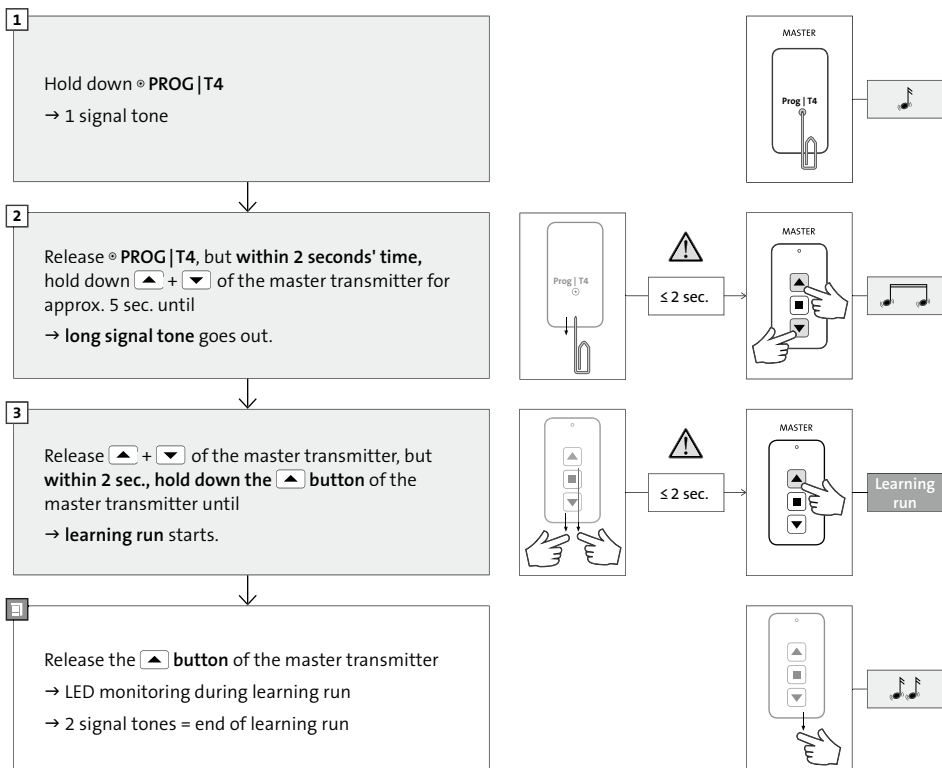 1
Hold down ⊙ PROG|T4
→ 1 signal tone
MASTER
Prog | T4
2
Release ⊙ PROG|T4, but within 2 seconds' time,
hold down ▲ + ▼ of the master transmitter for
approx. 5 sec. until
→ long signal tone goes out.
Prog | T4
≤ 2 sec.
MASTER
3
Release ▲ + ▼ of the master transmitter, but
within 2 sec., hold down the ▲ button of the
master transmitter until
→ learning run starts.
≤ 2 sec.
MASTER
Learning
run
Release the ▲ button of the master transmitter
→ LED monitoring during learning run
→ 2 signal tones = end of learning run